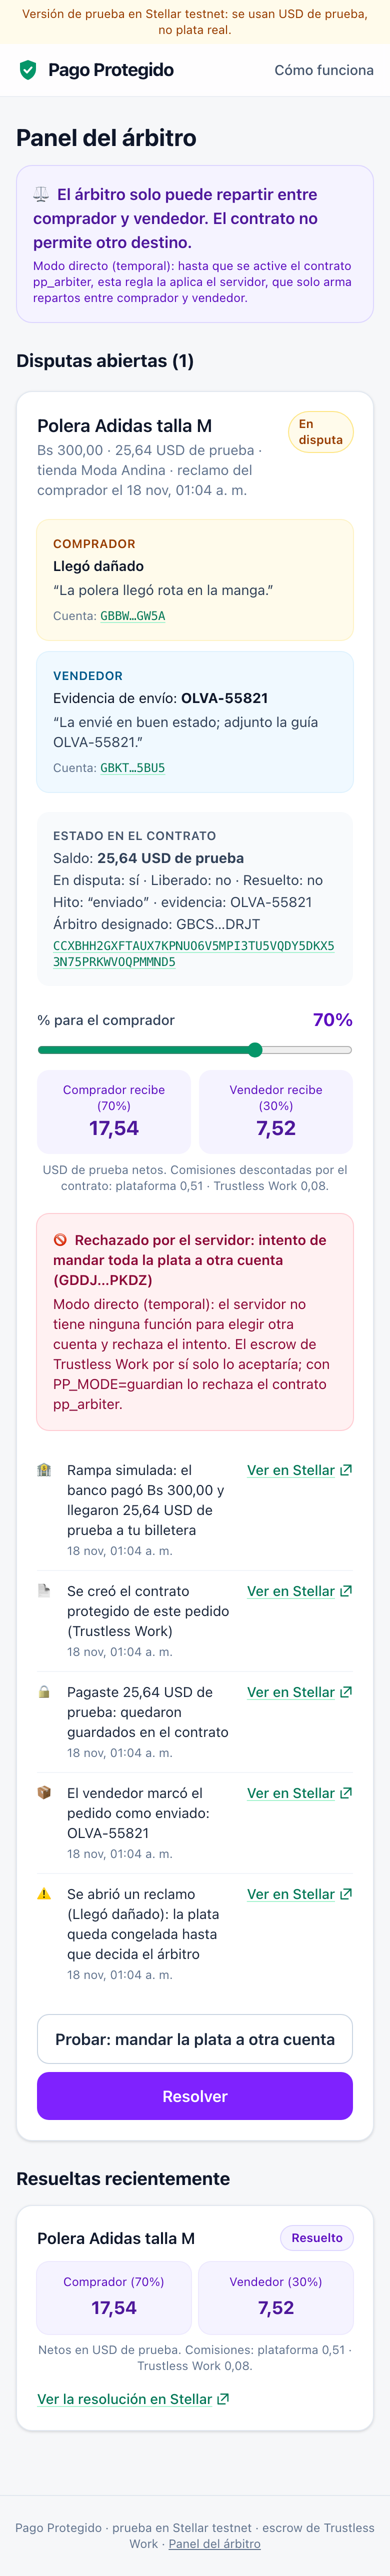 Versión de prueba en Stellar testnet: se usan USD de prueba,
no plata real.
Pago Protegido
Cómo funciona
Panel del árbitro
El árbitro solo puede repartir entre
comprador y vendedor. El contrato no
permite otro destino.
Modo directo (temporal): hasta que se active el contrato
pp_arbiter, esta regla la aplica el servidor, que solo arma
repartos entre comprador y vendedor.
Disputas abiertas (1)
Polera Adidas talla M
En
disputa
Bs 300,00 · 25,64 USD de prueba ·
tienda Moda Andina · reclamo del
comprador el 18 nov, 01:04 a. m.
COMPRADOR
Llegó dañado
“La polera llegó rota en la manga.”
Cuenta: GBBW…GW5A
VENDEDOR
Evidencia de envío: OLVA-55821
“La envié en buen estado; adjunto la guía
OLVA-55821.”
Cuenta: GBKT…5BU5
ESTADO EN EL CONTRATO
Saldo: 25,64 USD de prueba
En disputa: sí · Liberado: no · Resuelto: no
Hito: “enviado” · evidencia: OLVA-55821
Árbitro designado: GBCS…DRJT
CCXBHH2GXFTAUX7KPNUO6V5MPI3TU5VQDY5DKX5
3N75PRKWVOQPMMND5
% para el comprador
70%
Comprador recibe
(70%)
17,54
Vendedor recibe
(30%)
7,52
USD de prueba netos. Comisiones descontadas por el
contrato: plataforma 0,51 · Trustless Work 0,08.
Rechazado por el servidor: intento de
mandar toda la plata a otra cuenta
(GDDJ…PKDZ)
Modo directo (temporal): el servidor no
tiene ninguna función para elegir otra
cuenta y rechaza el intento. El escrow de
Trustless Work por sí solo lo aceptaría; con
PP_MODE=guardian lo rechaza el contrato
pp_arbiter.
Rampa simulada: el
banco pagó Bs 300,00 y
llegaron 25,64 USD de
prueba a tu billetera
18 nov, 01:04 a. m.
Ver en Stellar
Se creó el contrato
protegido de este pedido
(Trustless Work)
18 nov, 01:04 a. m.
Ver en Stellar
Pagaste 25,64 USD de
prueba: quedaron
guardados en el contrato
18 nov, 01:04 a. m.
Ver en Stellar
El vendedor marcó el
pedido como enviado:
OLVA-55821
18 nov, 01:04 a. m.
Ver en Stellar
Se abrió un reclamo
(Llegó dañado): la plata
queda congelada hasta
que decida el árbitro
18 nov, 01:04 a. m.
Ver en Stellar
Probar: mandar la plata a otra cuenta
Resolver
Resueltas recientemente
Polera Adidas talla M
Resuelto
Comprador (70%)
17,54
Vendedor (30%)
7,52
Netos en USD de prueba. Comisiones: plataforma 0,51 ·
Trustless Work 0,08.
Ver la resolución en Stellar
Pago Protegido · prueba en Stellar testnet · escrow de Trustless
Work · Panel del árbitro